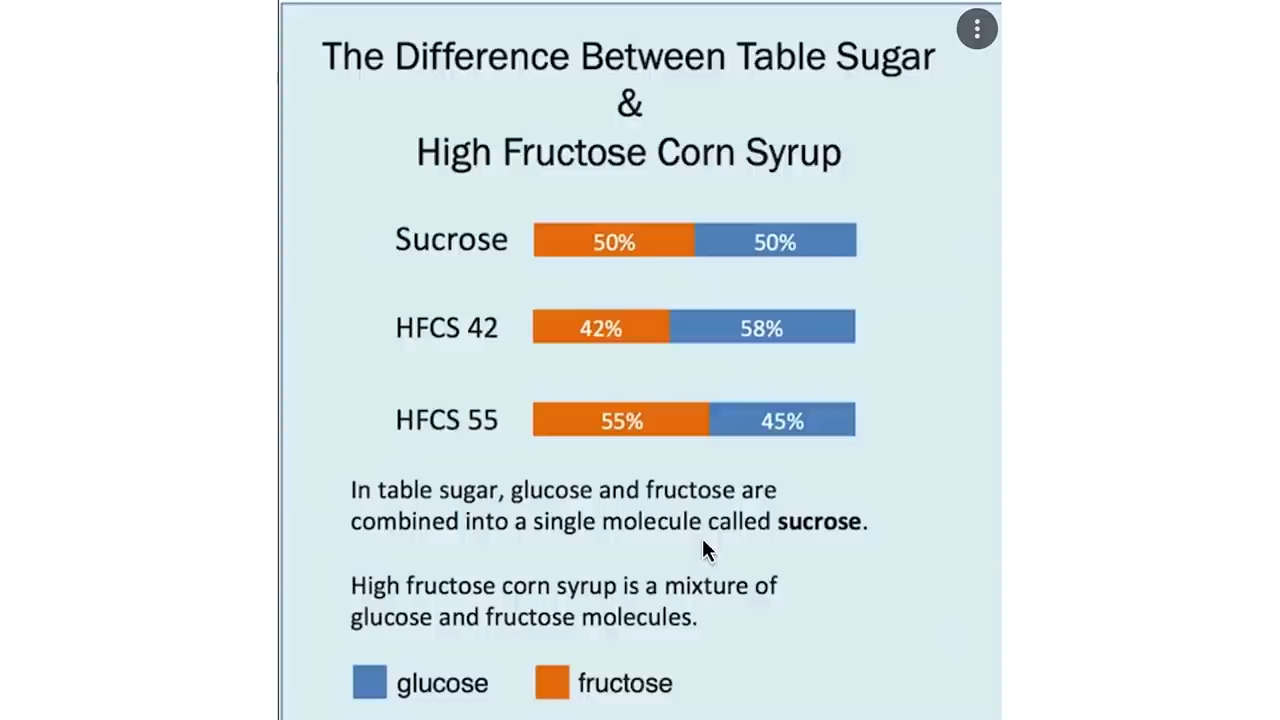 The Difference Between Table Sugar
&
High Fructose Corn Syrup
Sucrose 50% 50%
HFCS 42 42% 58%
HFCS 55 55% 45%
In table sugar, glucose and fructose are
combined into a single molecule called sucrose.
High fructose corn syrup is a mixture of
glucose and fructose molecules.
glucose fructose